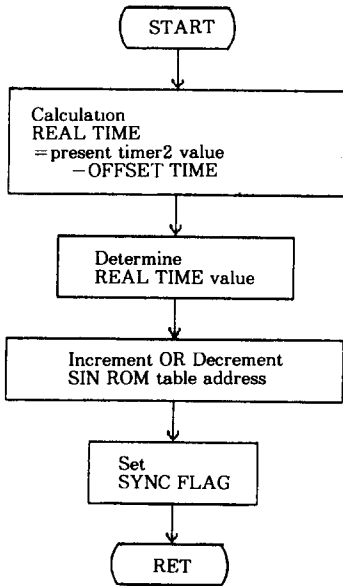 START
Calculation
REAL TIME
=present timer2 value
−OFFSET TIME
Determine
REAL TIME value
Increment OR Decrement
SIN ROM table address
Set
SYNC FLAG
RET